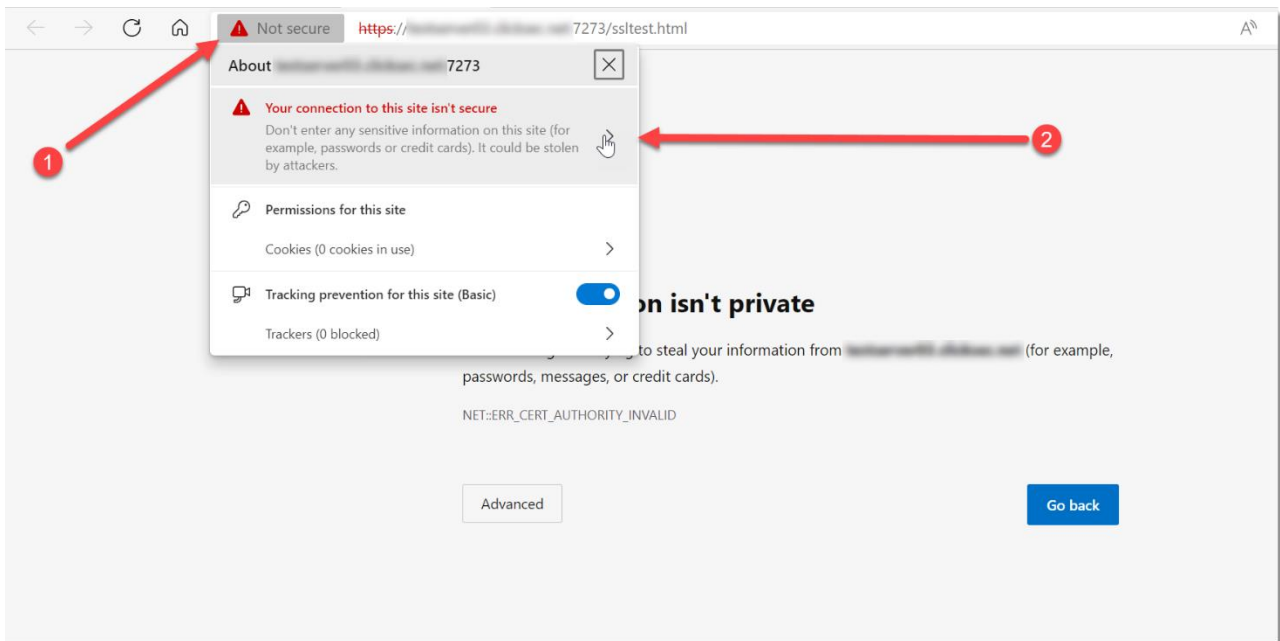 Not secure https:// 7273/ssltest.html
About 7273
Your connection to this site isn't secure
Don't enter any sensitive information on this site (for
example, passwords or credit cards). It could be stolen
by attackers.
1
2
Permissions for this site
Cookies (0 cookies in use)
Tracking prevention for this site (Basic)
Trackers (0 blocked)
isn't private
to steal your information from (for example,
passwords, messages, or credit cards).
NET::ERR_CERT_AUTHORITY_INVALID
Advanced
Go back